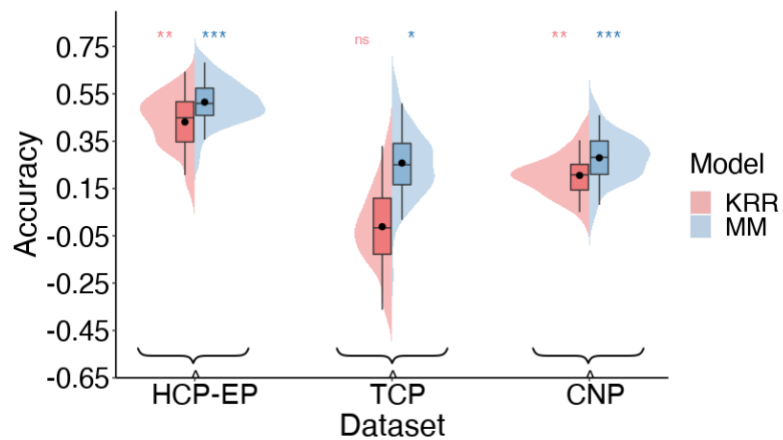 ** *** ns * ** ***
0.75
0.55
0.35
0.15
-0.05
-0.25
-0.45
-0.65
Accuracy
HCP-EP TCP CNP
Dataset
Model
KRR
MM